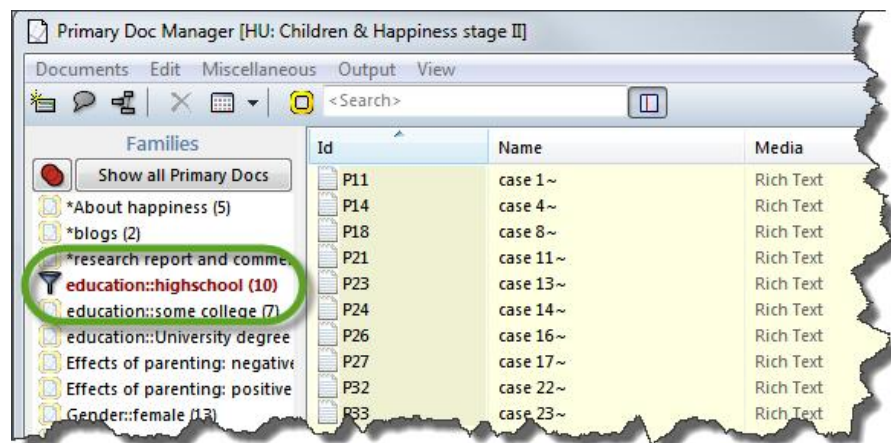 Primary Doc Manager [HU: Children & Happiness stage II]
Documents Edit Miscellaneous Output View
<Search>
Families
Show all Primary Docs
*About happiness (5)
*blogs (2)
*research report and comme
education::highschool (10)
education::some college (7)
education::University degree
Effects of parenting: negative
Effects of parenting: positive
Gender::female (13)
Id Name Media
P11 case 1~ Rich Text
P14 case 4~ Rich Text
P18 case 8~ Rich Text
P21 case 11~ Rich Text
P23 case 13~ Rich Text
P24 case 14~ Rich Text
P26 case 16~ Rich Text
P27 case 17~ Rich Text
P32 case 22~ Rich Text
P33 case 23~ Rich Text